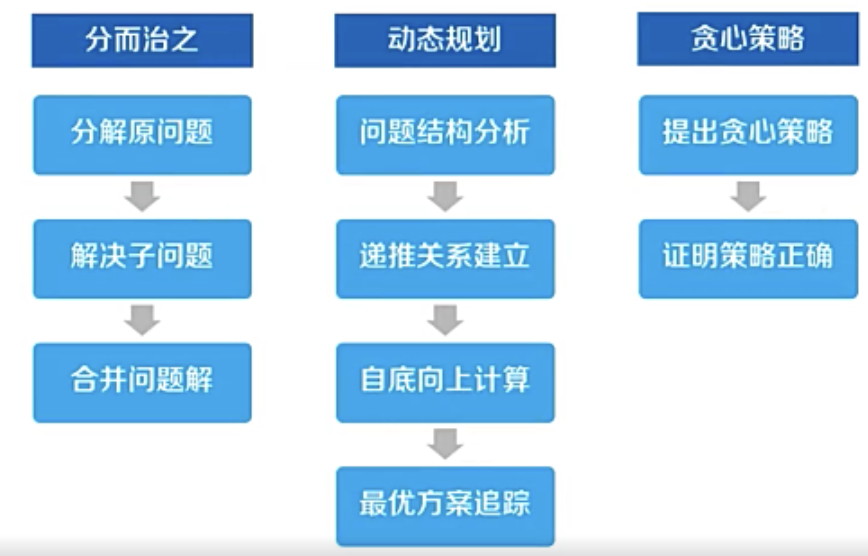 分而治之
分解原问题
解决子问题
合并问题解
动态规划
问题结构分析
递推关系建立
自底向上计算
最优方案追踪
贪心策略
提出贪心策略
证明策略正确